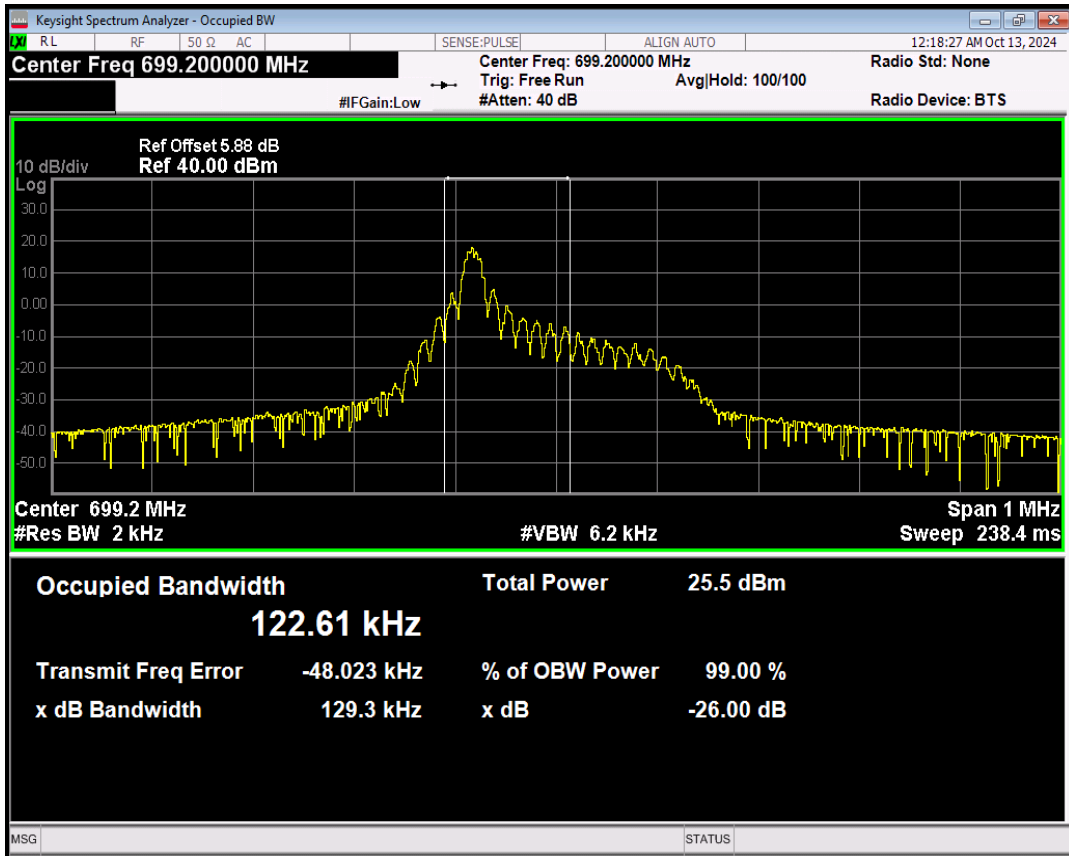 Keysight Spectrum Analyzer - Occupied BW
LXI RL RF 50 Ω AC SENSE:PULSE ALIGN AUTO 12:18:27 AM Oct 13, 2024
Center Freq 699.200000 MHz Center Freq: 699.200000 MHz Radio Std: None
Trig: Free Run Avg|Hold: 100/100
#IFGain:Low #Atten: 40 dB Radio Device: BTS
Ref Offset 5.88 dB
10 dB/div Ref 40.00 dBm
Log
30.0
20.0
10.0
0.00
-10.0
-20.0
-30.0
-40.0
-50.0
Center 699.2 MHz Span 1 MHz
#Res BW 2 kHz #VBW 6.2 kHz Sweep 238.4 ms
Occupied Bandwidth Total Power 25.5 dBm
122.61 kHz
Transmit Freq Error -48.023 kHz % of OBW Power 99.00 %
x dB Bandwidth 129.3 kHz x dB -26.00 dB
MSG STATUS